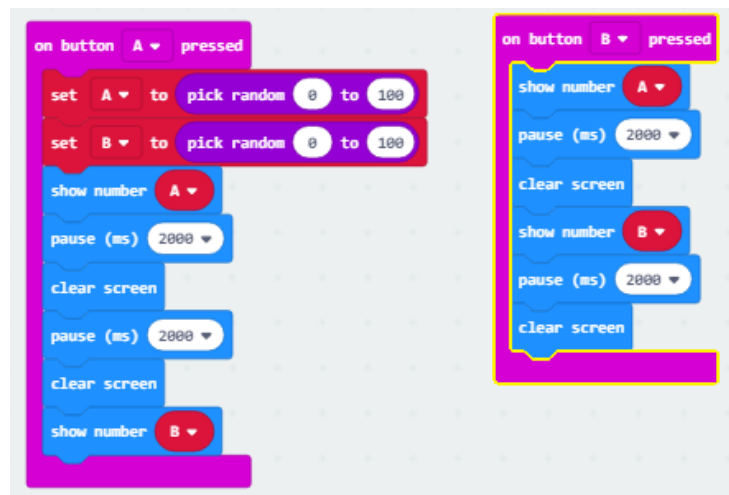 on button A pressed
set A to pick random 0 to 100
set B to pick random 0 to 100
show number A
pause (ms) 2000
clear screen
pause (ms) 2000
clear screen
show number B
on button B pressed
show number A
pause (ms) 2000
clear screen
show number B
pause (ms) 2000
clear screen